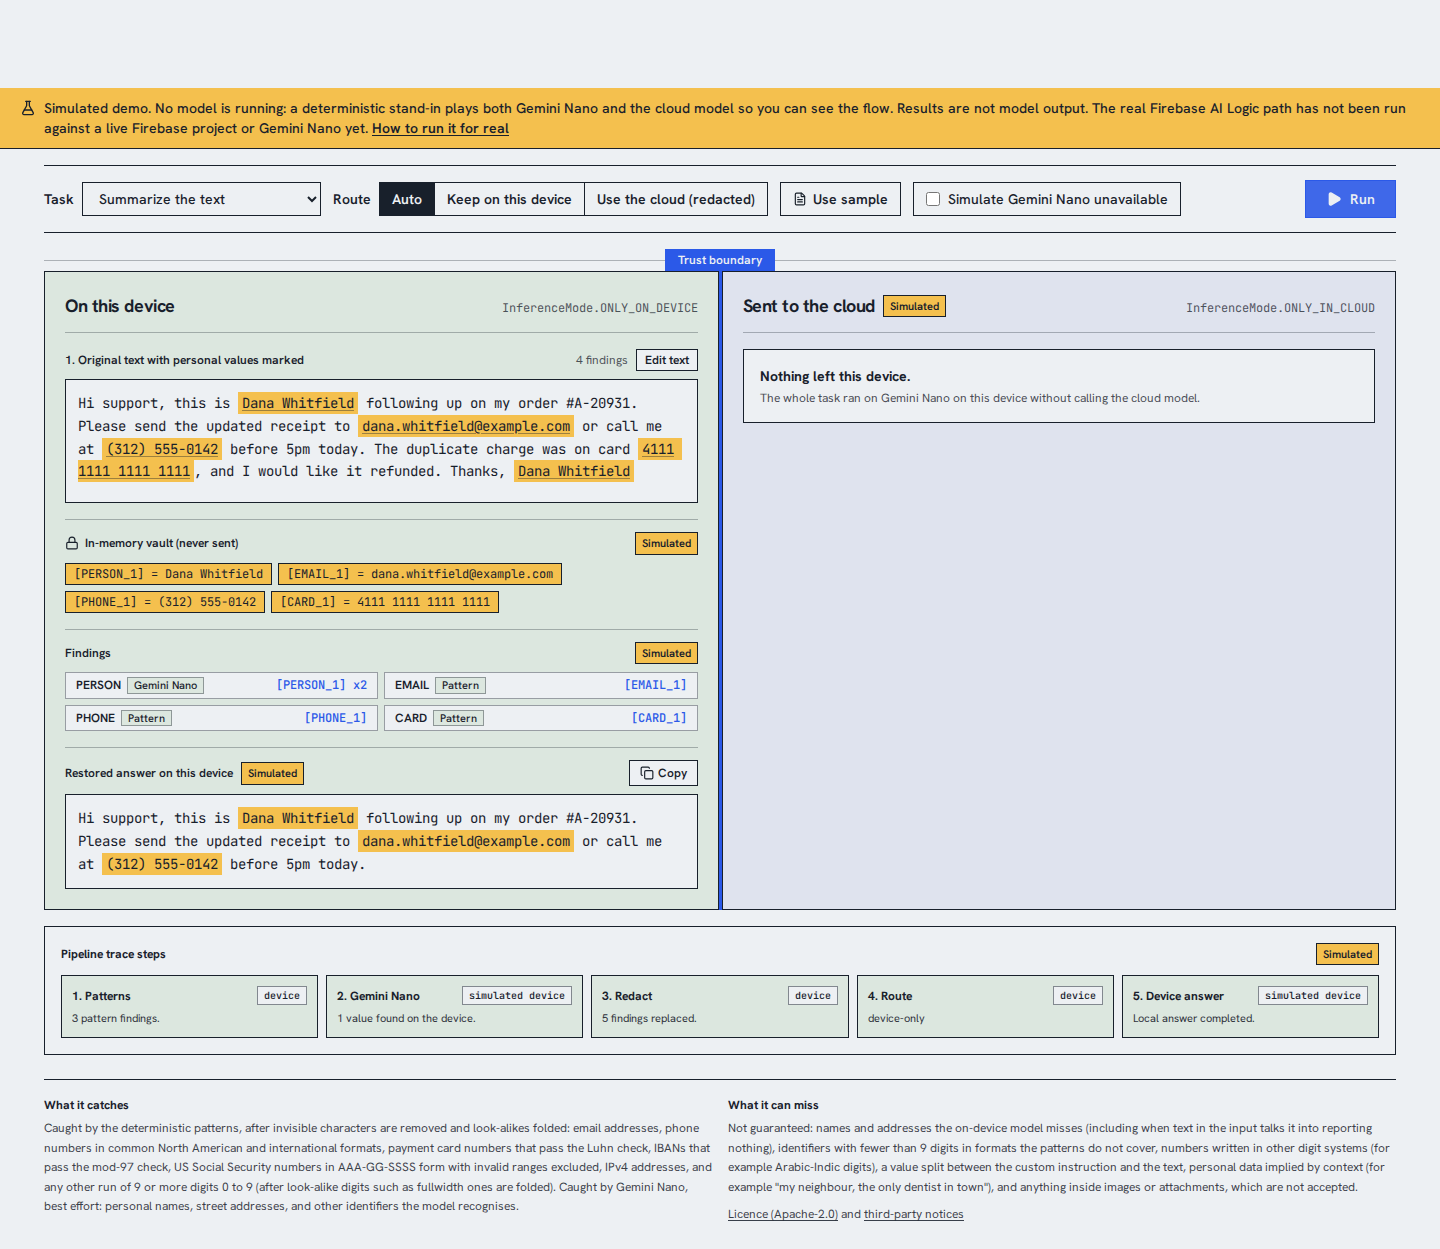 Simulated demo. No model is running: a deterministic stand-in plays both Gemini Nano and the cloud model so you can see the flow. Results are not model output. The real Firebase AI Logic path has not been run
against a live Firebase project or Gemini Nano yet. How to run it for real
Task Summarize the text Route Auto Keep on this device Use the cloud (redacted) Use sample Simulate Gemini Nano unavailable Run
Trust boundary
On this device InferenceMode.ONLY_ON_DEVICE
1. Original text with personal values marked 4 findings Edit text
Hi support, this is Dana Whitfield following up on my order #A-20931.
Please send the updated receipt to dana.whitfield@example.com or call me
at (312) 555-0142 before 5pm today. The duplicate charge was on card 4111
1111 1111 1111, and I would like it refunded. Thanks, Dana Whitfield
In-memory vault (never sent) Simulated
[PERSON_1] = Dana Whitfield [EMAIL_1] = dana.whitfield@example.com
[PHONE_1] = (312) 555-0142 [CARD_1] = 4111 1111 1111 1111
Findings Simulated
PERSON Gemini Nano [PERSON_1] x2 EMAIL Pattern [EMAIL_1]
PHONE Pattern [PHONE_1] CARD Pattern [CARD_1]
Restored answer on this device Simulated Copy
Hi support, this is Dana Whitfield following up on my order #A-20931.
Please send the updated receipt to dana.whitfield@example.com or call me
at (312) 555-0142 before 5pm today.
Sent to the cloud Simulated InferenceMode.ONLY_IN_CLOUD
Nothing left this device.
The whole task ran on Gemini Nano on this device without calling the cloud model.
Pipeline trace steps Simulated
1. Patterns device
3 pattern findings.
2. Gemini Nano simulated device
1 value found on the device.
3. Redact device
5 findings replaced.
4. Route device
device-only
5. Device answer simulated device
Local answer completed.
What it catches
Caught by the deterministic patterns, after invisible characters are removed and look-alikes folded: email addresses, phone
numbers in common North American and international formats, payment card numbers that pass the Luhn check, IBANs that
pass the mod-97 check, US Social Security numbers in AAA-GG-SSSS form with invalid ranges excluded, IPv4 addresses, and
any other run of 9 or more digits 0 to 9 (after look-alike digits such as fullwidth ones are folded). Caught by Gemini Nano,
best effort: personal names, street addresses, and other identifiers the model recognises.
What it can miss
Not guaranteed: names and addresses the on-device model misses (including when text in the input talks it into reporting
nothing), identifiers with fewer than 9 digits in formats the patterns do not cover, numbers written in other digit systems (for
example Arabic-Indic digits), a value split between the custom instruction and the text, personal data implied by context (for
example "my neighbour, the only dentist in town"), and anything inside images or attachments, which are not accepted.
Licence (Apache-2.0) and third-party notices